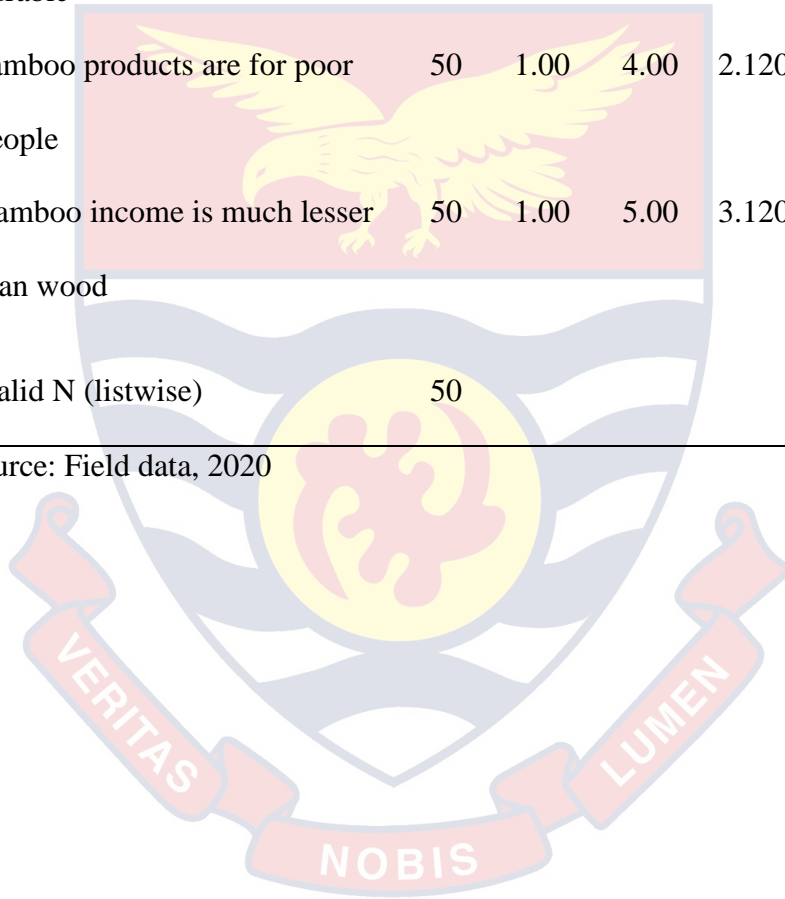 amboo products are for poor 50 1.00 4.00 2.120
eople
amboo income is much lesser 50 1.00 5.00 3.120
an wood
alid N (listwise) 50
urce: Field data, 2020
VERITAS
NOBIS
LUMEN